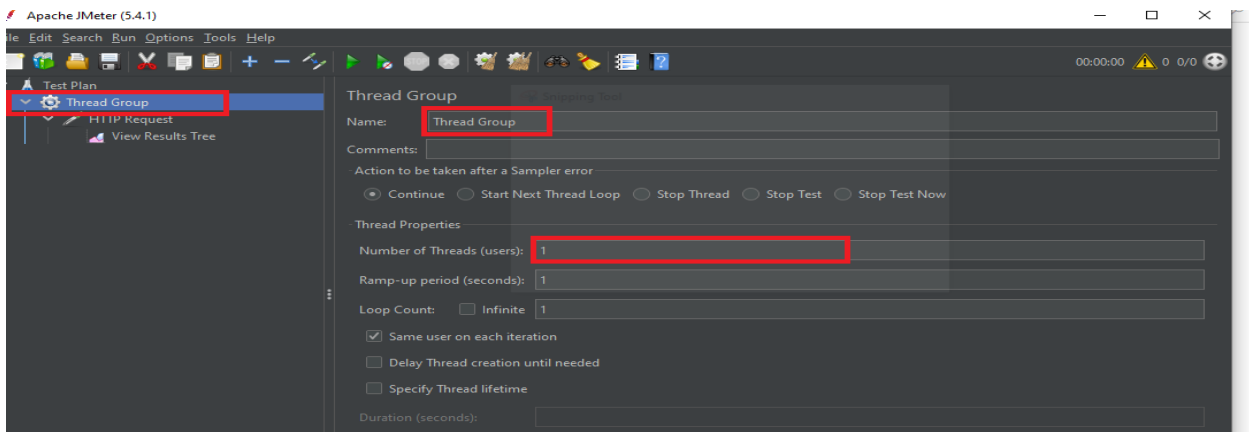 Apache JMeter (5.4.1)
ile Edit Search Run Options Tools Help
STOP
00:00:00 0 0/0
Test Plan
Thread Group
HTTP Request
View Results Tree
Thread Group
Snipping Tool
Name: Thread Group
Comments:
Action to be taken after a Sampler error
Continue Start Next Thread Loop Stop Thread Stop Test Stop Test Now
Thread Properties
Number of Threads (users): 1
Ramp-up period (seconds): 1
Loop Count: Infinite 1
Same user on each iteration
Delay Thread creation until needed
Specify Thread lifetime
Duration (seconds):